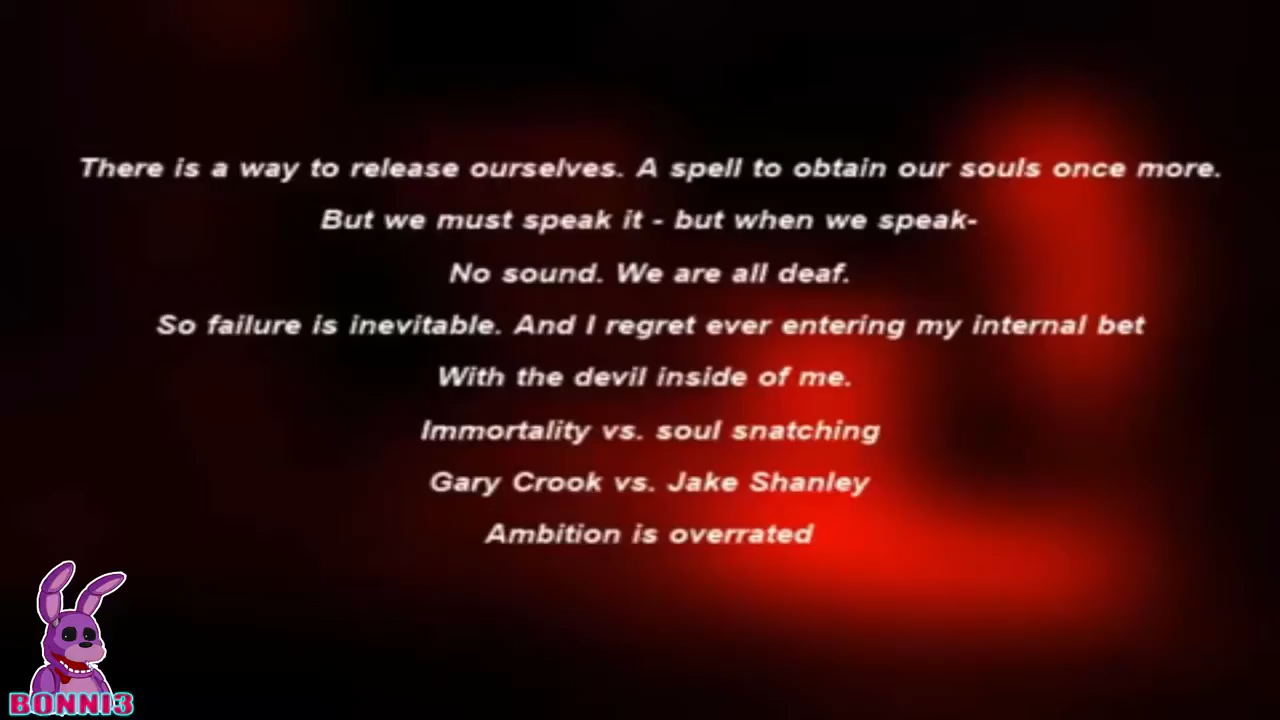 There is a way to release ourselves. A spell to obtain our souls once more.
But we must speak it - but when we speak-
No sound. We are all deaf.
So failure is inevitable. And I regret ever entering my internal bet
With the devil inside of me.
Immortality vs. soul snatching
Gary Crook vs. Jake Shanley
Ambition is overrated
BONNI3